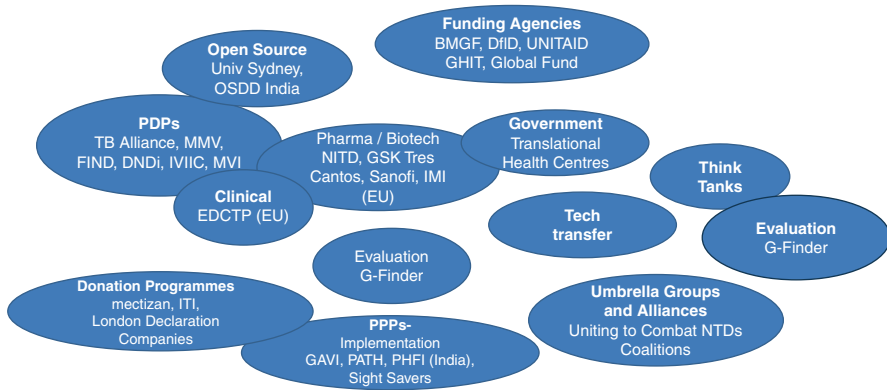 Funding Agencies
BMGF, DfID, UNITAID
GHIT, Global Fund
Open Source
Univ Sydney,
OSDD India
PDPs
TB Alliance, MMV,
FIND, DNDi, IVIIC, MVI
Pharma / Biotech
NITD, GSK Tres
Cantos, Sanofi, IMI
(EU)
Government
Translational
Health Centres
Think
Tanks
Clinical
EDCTP (EU)
Tech
transfer
Evaluation
G-Finder
Evaluation
G-Finder
Donation Programmes
mectizan, ITI,
London Declaration
Companies
Umbrella Groups
and Alliances
Uniting to Combat NTDs
Coalitions
PPPs-
Implementation
GAVI, PATH, PHFI (India),
Sight Savers